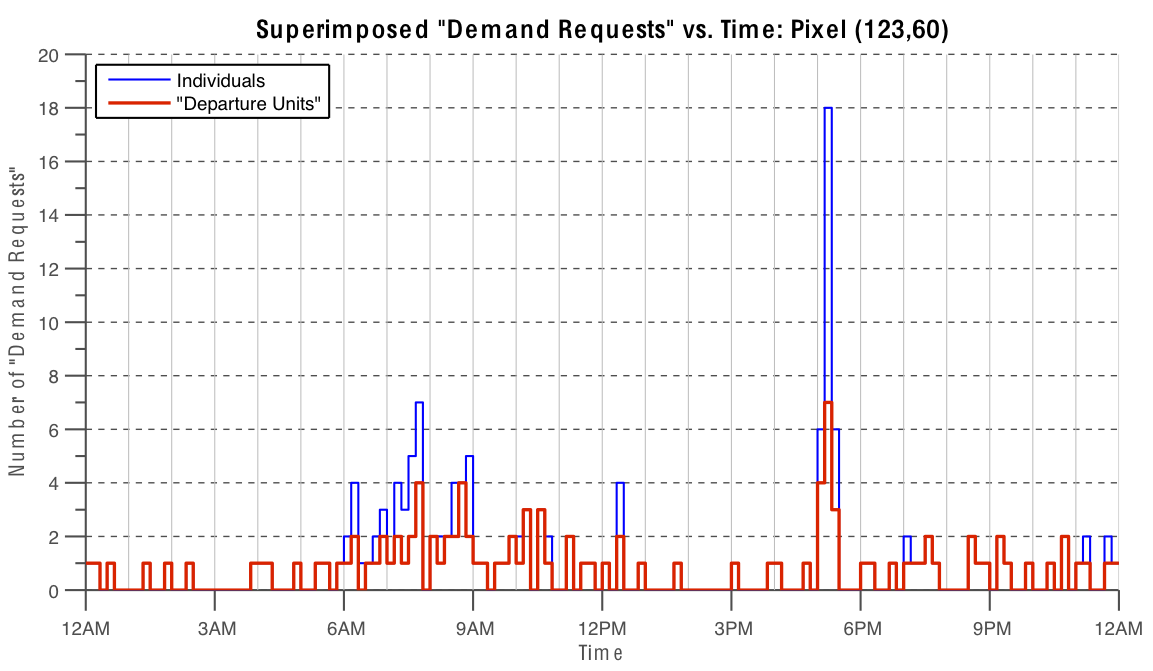 Superimposed "Demand Requests" vs. Time: Pixel (123,60)
Individuals
"Departure Units"
Number of "Demand Requests"
20
18
16
14
12
10
8
6
4
2
0
12AM 3AM 6AM 9AM 12PM 3PM 6PM 9PM 12AM
Time